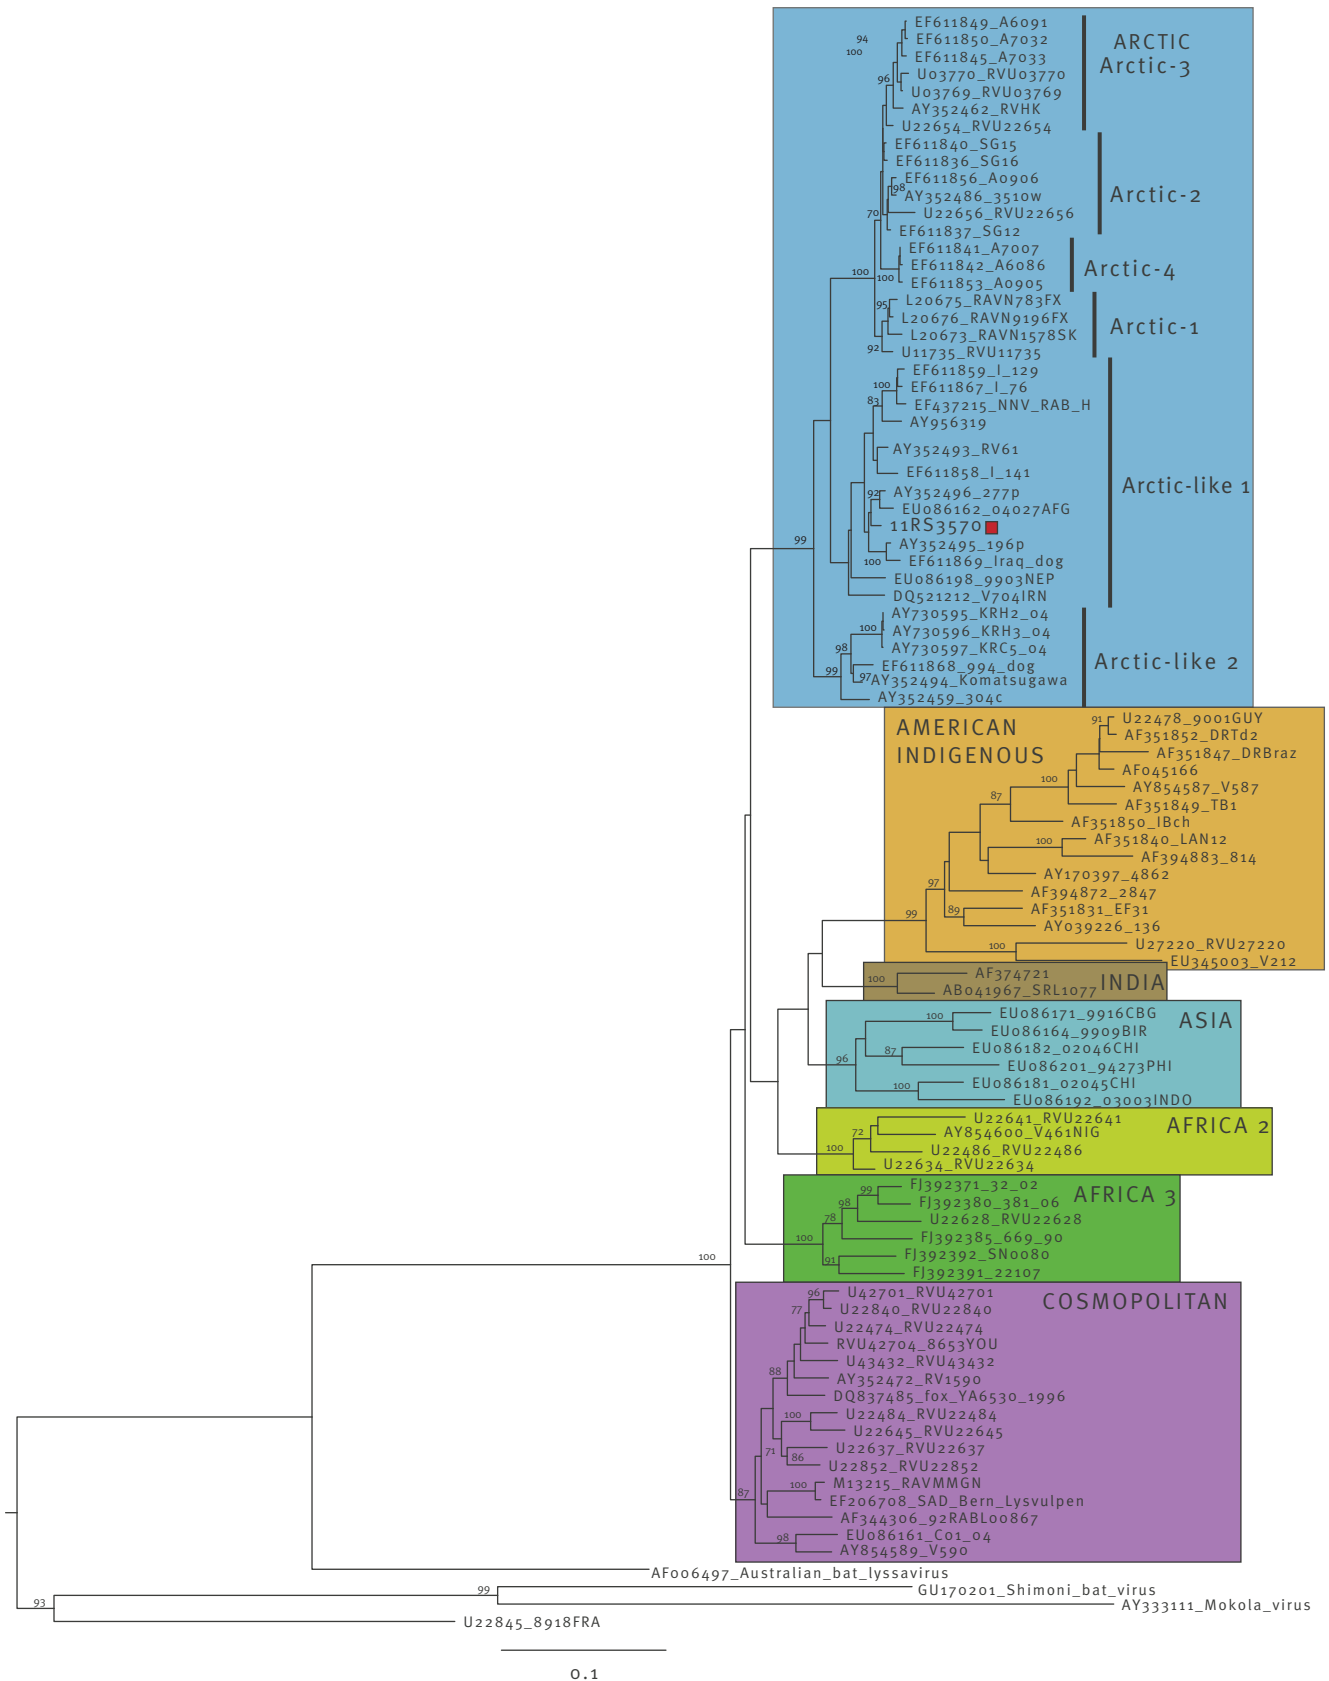 EF611849_A6091
94
EF611850_A7032
ARCTIC
100
EF611845_A7033
Arctic-3
U03770_RVU03770
96
U03769_RVU03769
AY352462_RVHK
U22654_RVU22654
EF611840_SG15
EF611836_SG16
EF611856_A0906
98
AY352486_3510w
Arctic-2
70
U22656_RVU22656
EF611837_SG12
EF611841_A7007
EF611842_A6086
Arctic-4
100
100
EF611853_A0905
L20675_RAVN783FX
95
L20676_RAVN9196FX
Arctic-1
L20673_RAVN1578SK
92
U11735_RVU11735
EF611859_I_129
100
EF611867_I_76
83
EF437215_NNV_RAB_H
AY956319
AY352493_RV61
EF611858_I_141
Arctic-like 1
92
AY352496_277p
EU086162_04027AFG
11RS3570
99
AY352495_196p
100
EF611869_Iraq_dog
EU086198_9903NEP
DQ521212_V704IRN
AY730595_KRH2_04
100
AY730596_KRH3_04
98
AY730597_KRC5_04
Arctic-like 2
99
EF611868_994_dog
97
AY352494_Komatsugawa
AY352459_304c
AMERICAN
INDIGENOUS
91
U22478_9001GUY
AF351852_DRTd2
AF351847_DRBraz
AF045166
100
AY854587_V587
87
AF351849_TB1
AF351850_IBch
100
AF351840_LAN12
AF394883_814
AY170397_4862
97
AF394872_2847
99
89
AF351831_EF31
AY039226_136
100
U27220_RVU27220
EU345003_V212
100
AF374721
INDIA
AB041967_SRL1077
100
EU086171_9916CBG
ASIA
EU086164_9909BIR
87
EU086182_02046CHI
96
EU086201_94273PHI
100
EU086181_02045CHI
EU086192_03003INDO
U22641_RVU22641
AFRICA 2
72
AY854600_V461NIG
100
U22486_RVU22486
U22634_RVU22634
99
FJ392371_32_02
AFRICA 3
98
FJ392380_381_06
78
U22628_RVU22628
100
FJ392385_669_90
91
FJ392392_SN0080
100
FJ392391_22107
96
U42701_RVU42701
COSMOPOLITAN
77
U22840_RVU22840
U22474_RVU22474
RVU42704_8653YOU
U43432_RVU43432
88
AY352472_RV1590
DQ837485_fox_YA6530_1996
100
U22484_RVU22484
U22645_RVU22645
71
U22637_RVU22637
86
U22852_RVU22852
100
M13215_RAVMMGN
87
EF206708_SAD_Bern_Lysvulpen
AF344306_92RABL00867
98
EU086161_C01_04
AY854589_V590
AF006497_Australian_bat_lyssavirus
99
GU170201_Shimoni_bat_virus
93
AY333111_Mokola_virus
U22845_8918FRA
0.1